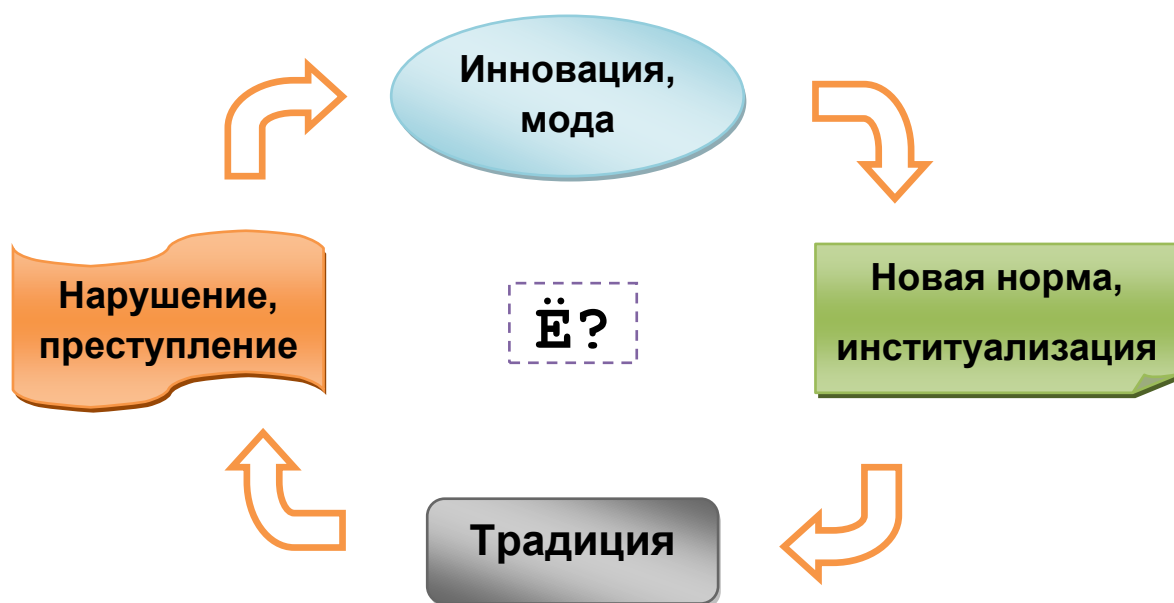 Инновация,
мода
Новая норма,
институализация
Традиция
Нарушение,
преступление
Ё?